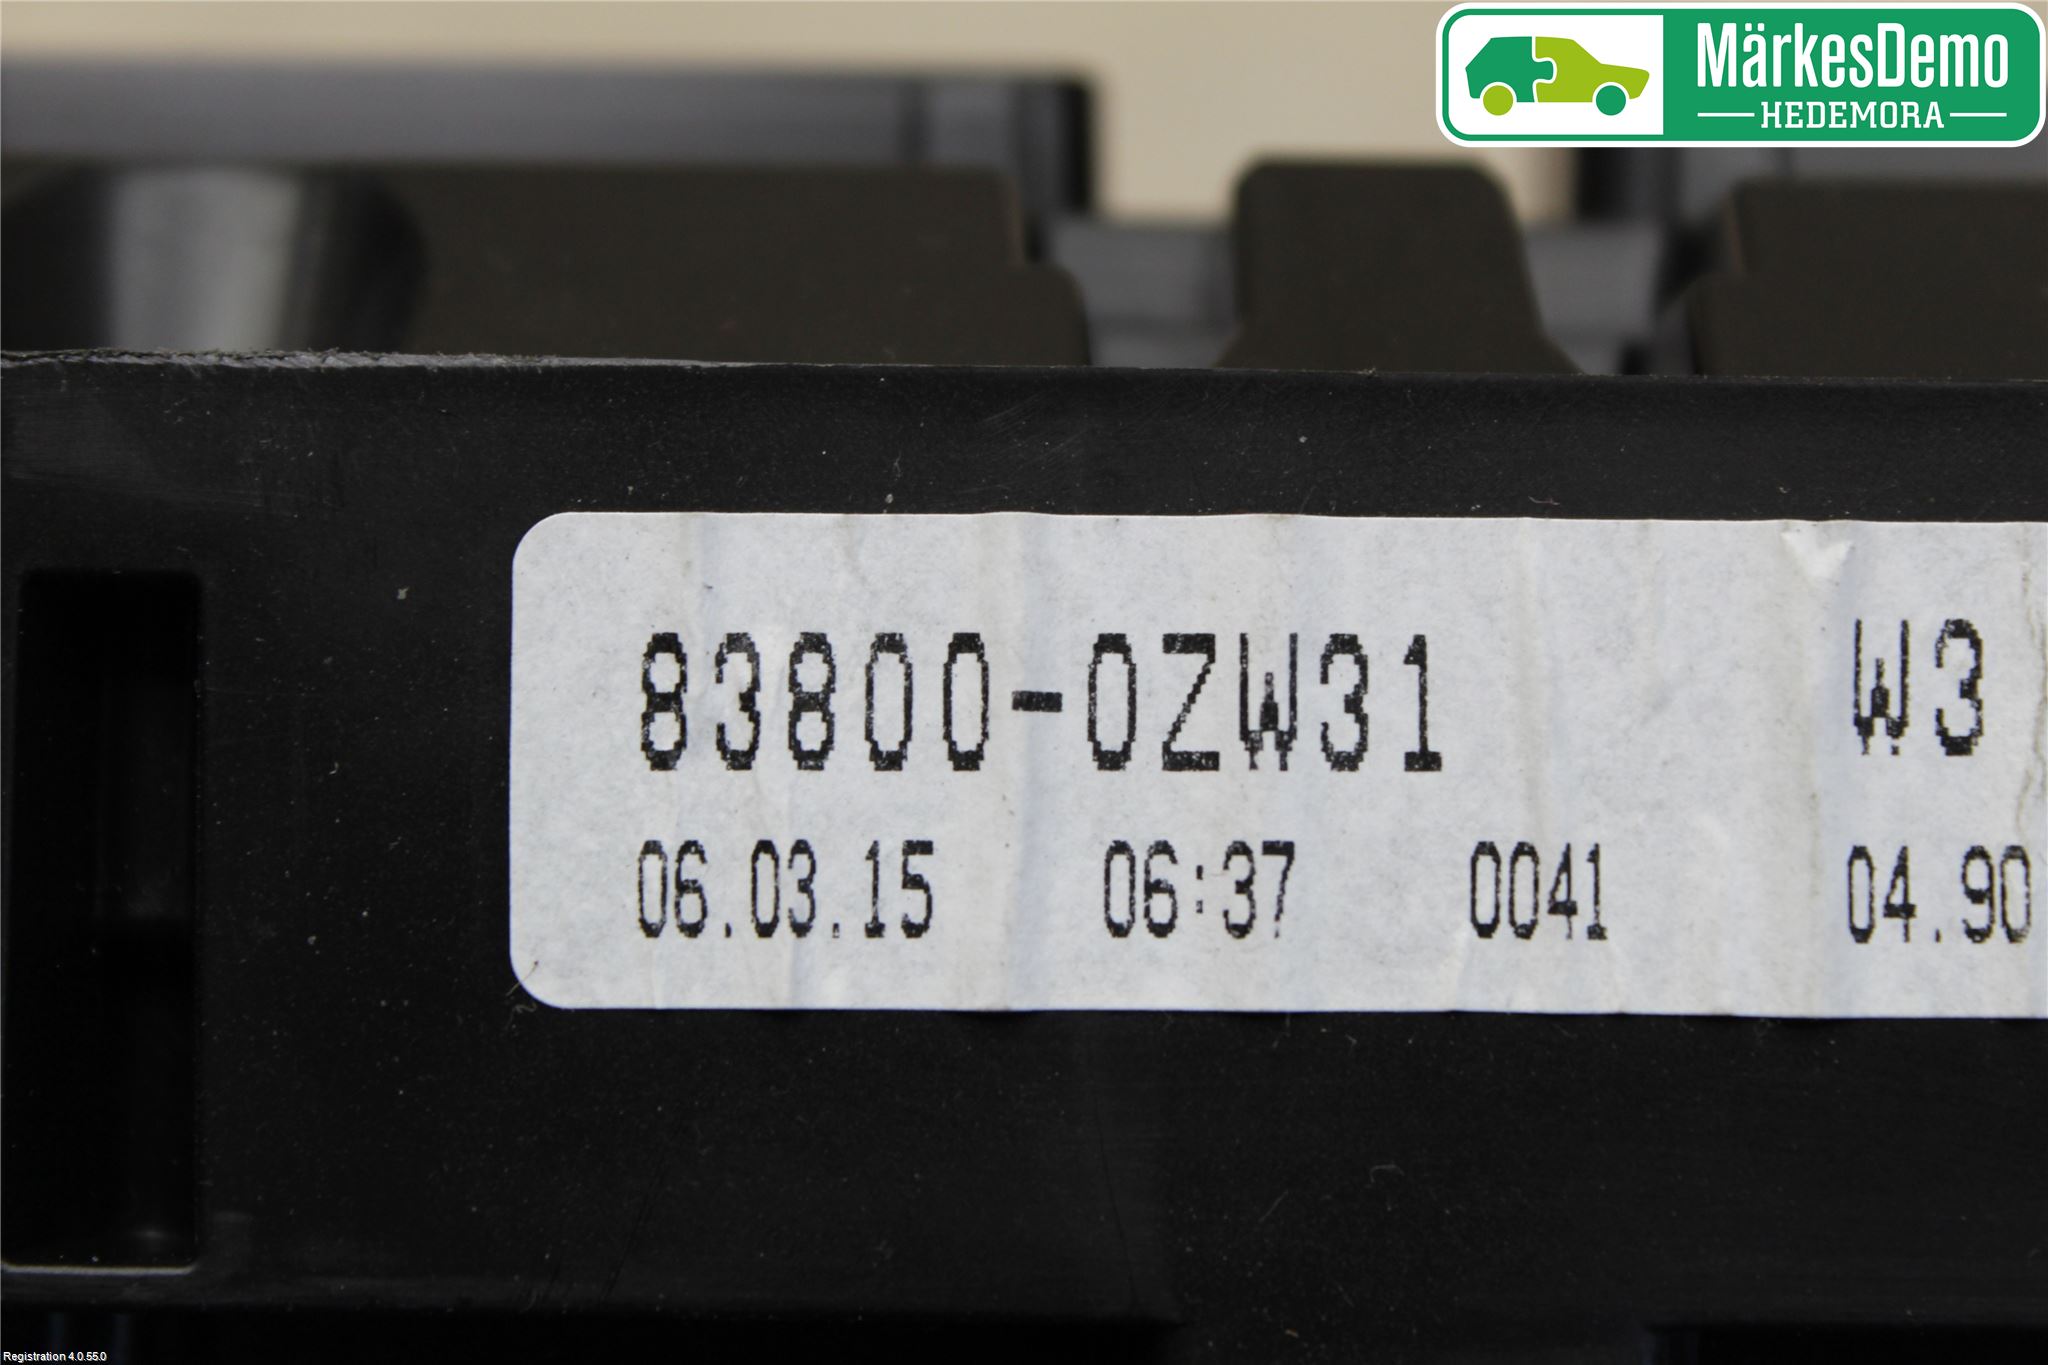 MärkesDemo
HEDEMORA
83800-0ZW31 W3
06.03.15 06:37 0041 04.90
Registration 4.0.55.0